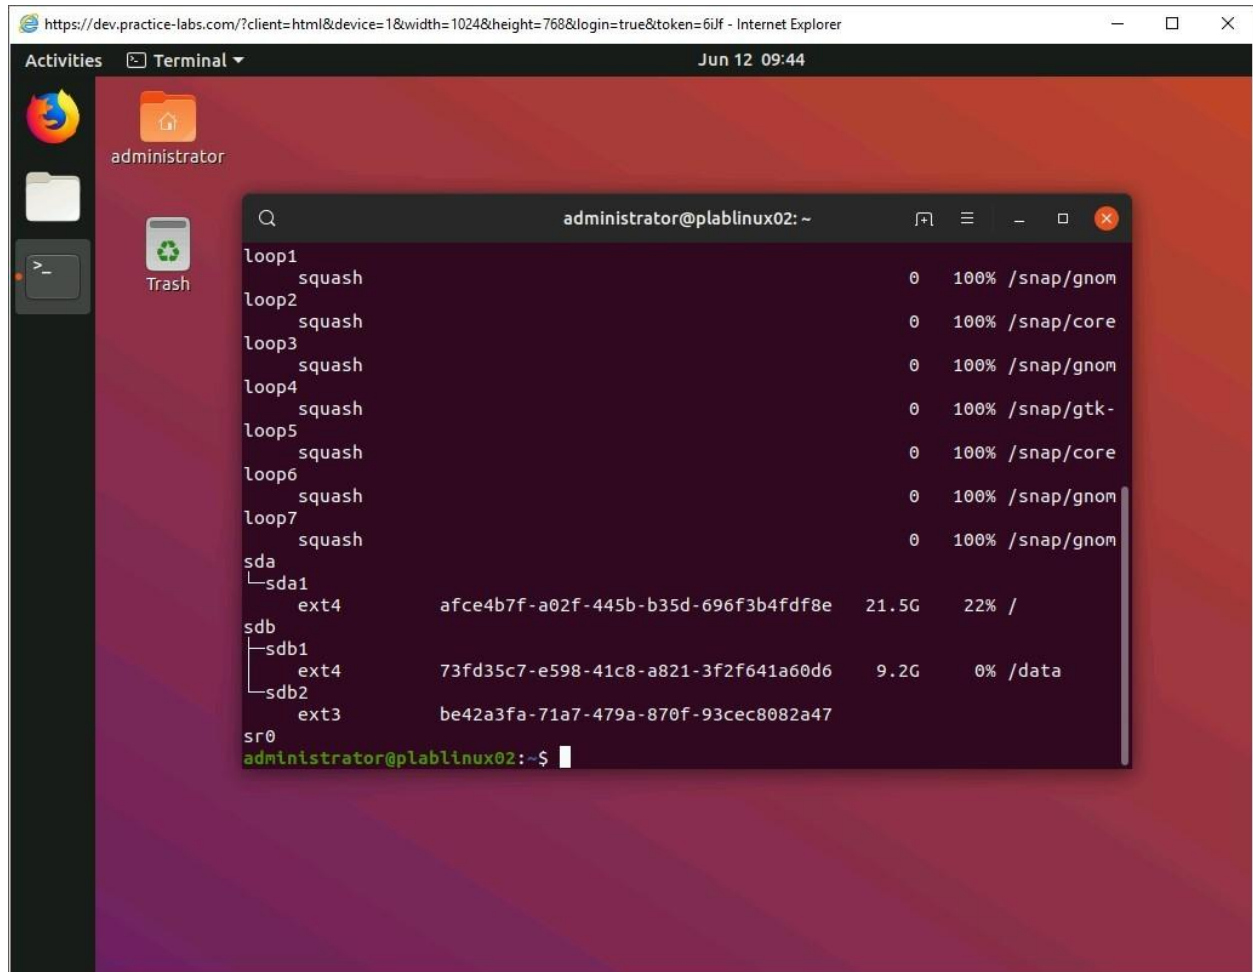 https://dev.practice-labs.com/?client=html&device=1&width=1024&height=768&login=true&token=6iJf - Internet Explorer
Activities Terminal Jun 12 09:44
administrator
Trash
administrator@plablinux02: ~
loop1
squash 0 100% /snap/gnom
loop2
squash 0 100% /snap/core
loop3
squash 0 100% /snap/gnom
loop4
squash 0 100% /snap/gtk-
loop5
squash 0 100% /snap/core
loop6
squash 0 100% /snap/gnom
loop7
squash 0 100% /snap/gnom
sda
└─sda1
ext4 afce4b7f-a02f-445b-b35d-696f3b4fdf8e 21.5G 22% /
sdb
├─sdb1
│ ext4 73fd35c7-e598-41c8-a821-3f2f641a60d6 9.2G 0% /data
└─sdb2
ext3 be42a3fa-71a7-479a-870f-93cec8082a47
sr0
administrator@plablinux02:~$